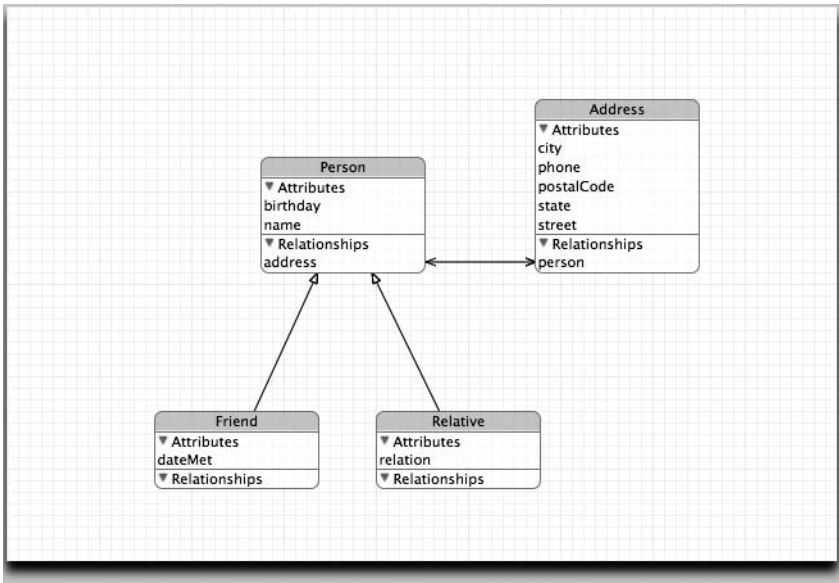 Person
▼ Attributes
birthday
name
▼ Relationships
address
Address
▼ Attributes
city
phone
postalCode
state
street
▼ Relationships
person
Friend
▼ Attributes
dateMet
▼ Relationships
Relative
▼ Attributes
relation
▼ Relationships